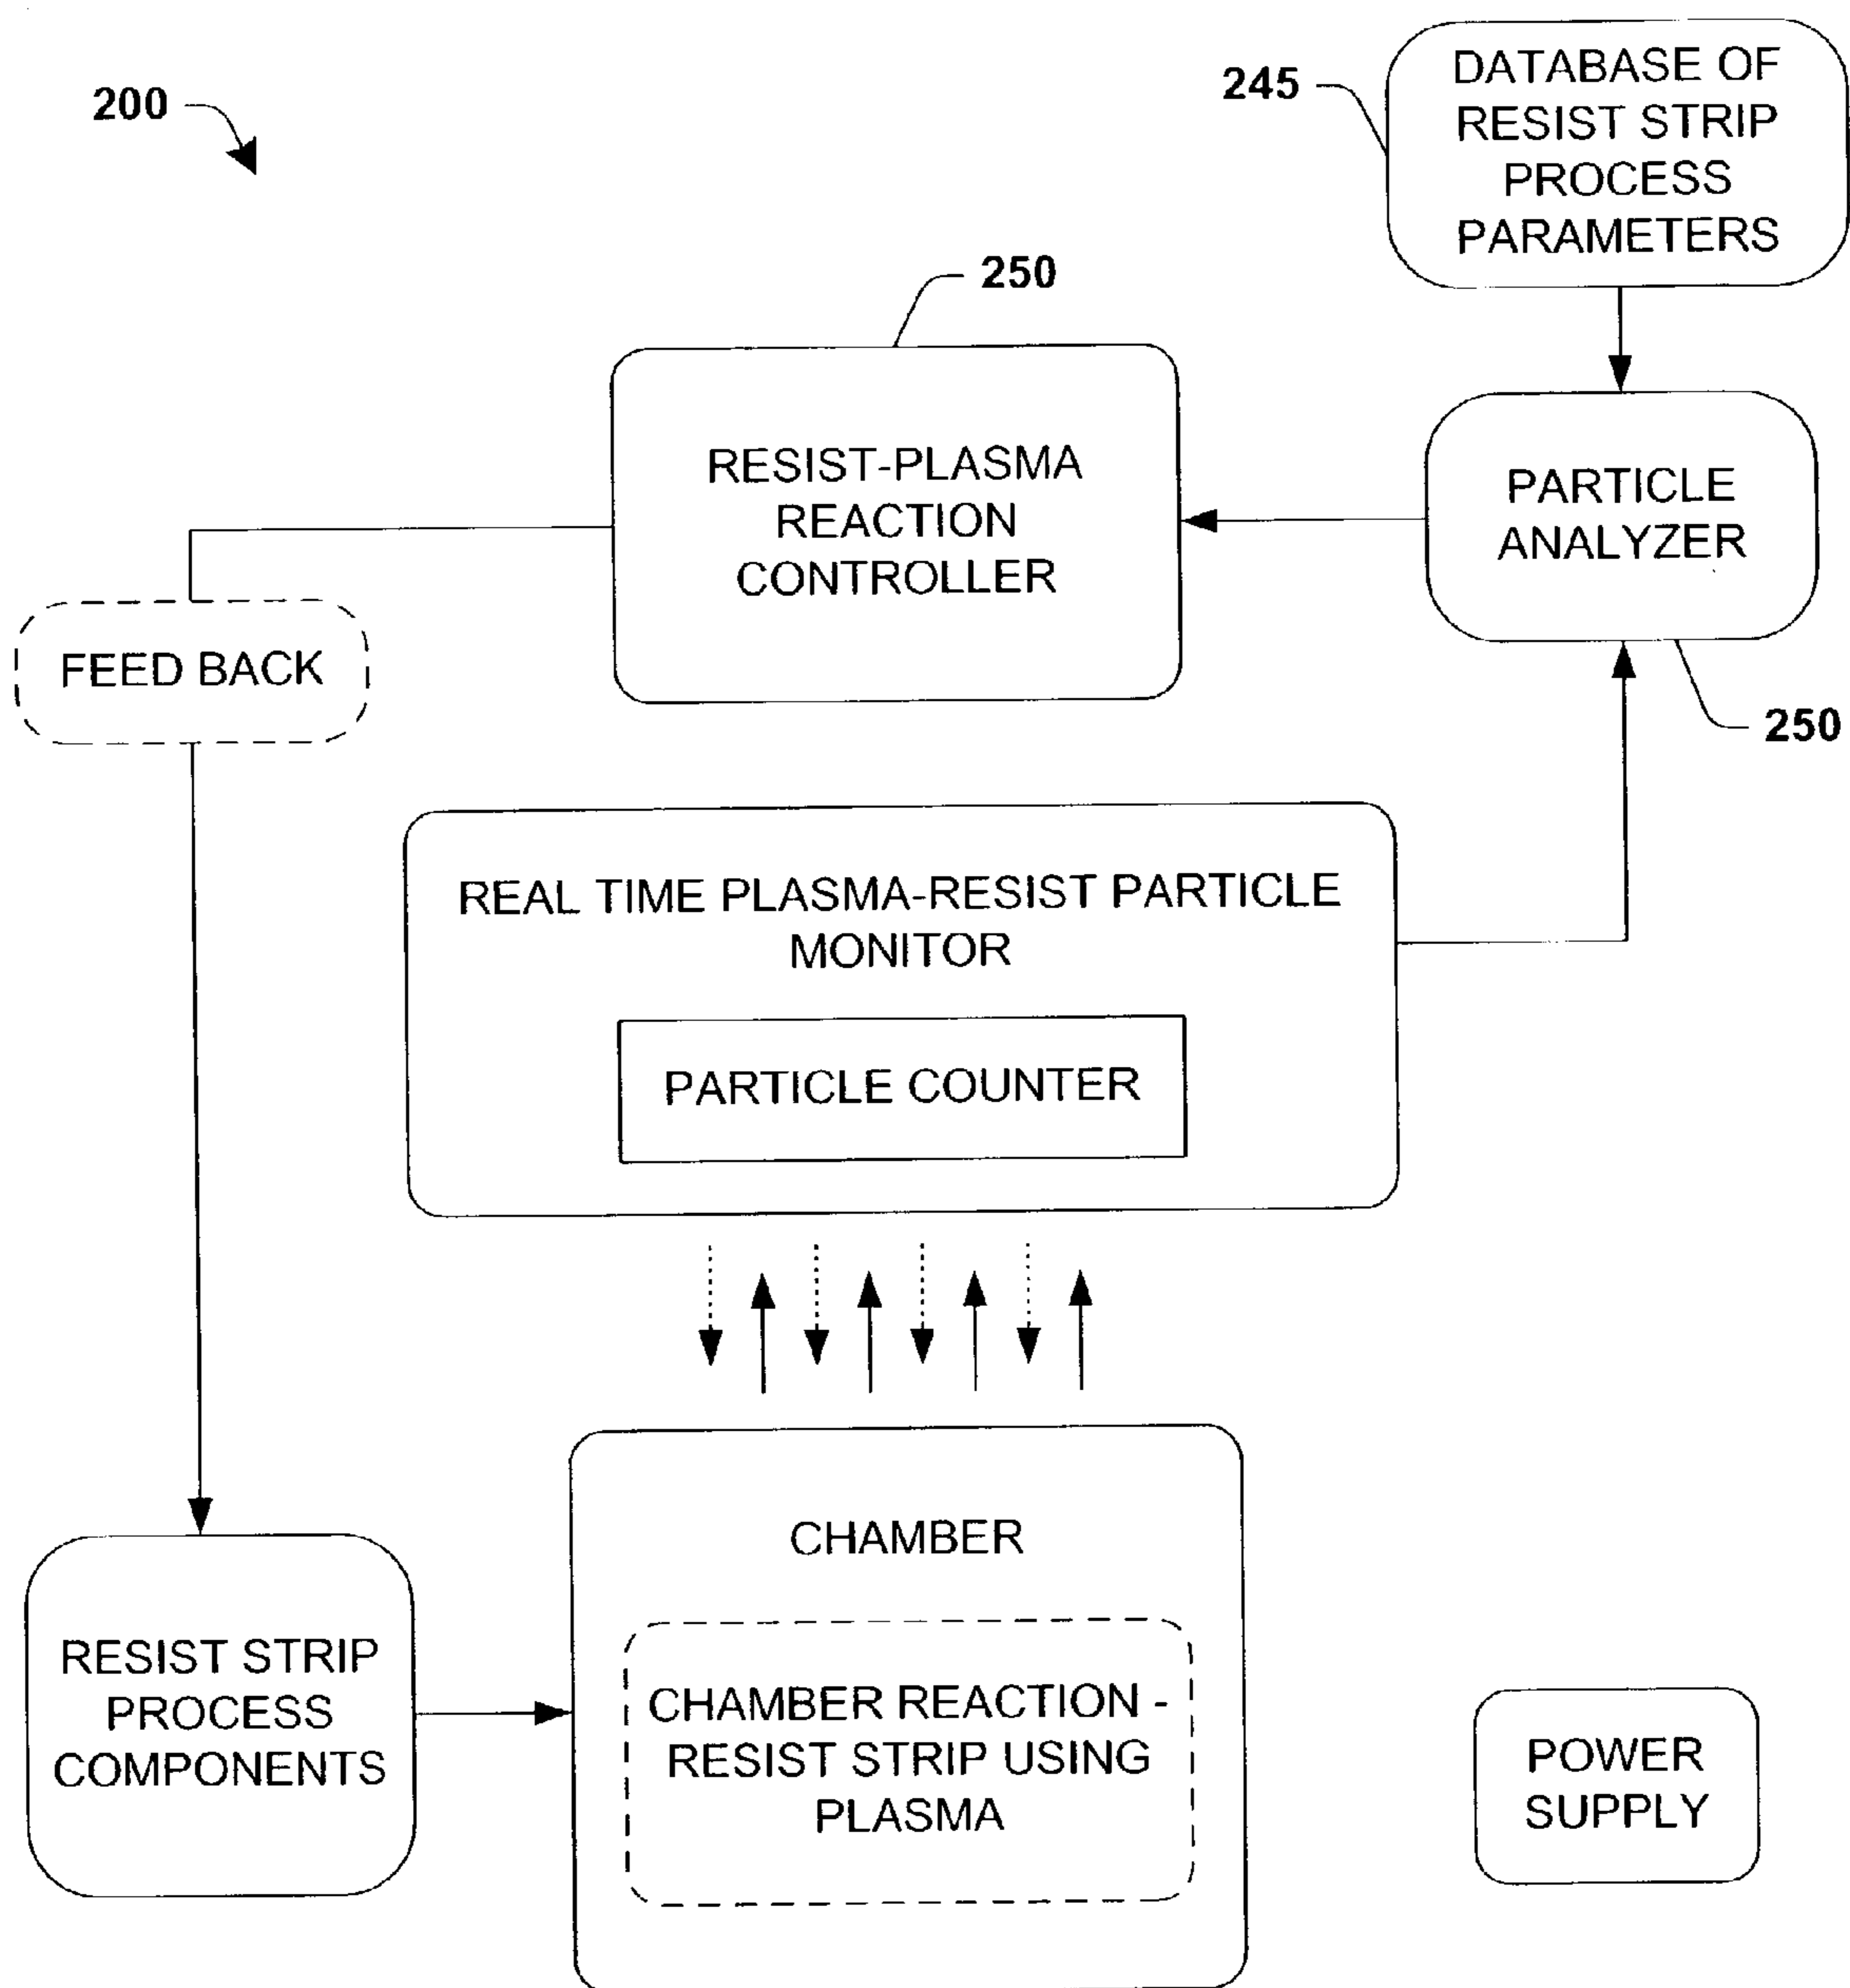 200
245
DATABASE OF
RESIST STRIP
PROCESS
PARAMETERS
250
RESIST-PLASMA
REACTION
CONTROLLER
PARTICLE
ANALYZER
250
FEED BACK
REAL TIME PLASMA-RESIST PARTICLE
MONITOR
PARTICLE COUNTER
CHAMBER
RESIST STRIP
PROCESS
COMPONENTS
CHAMBER REACTION -
RESIST STRIP USING
PLASMA
POWER
SUPPLY